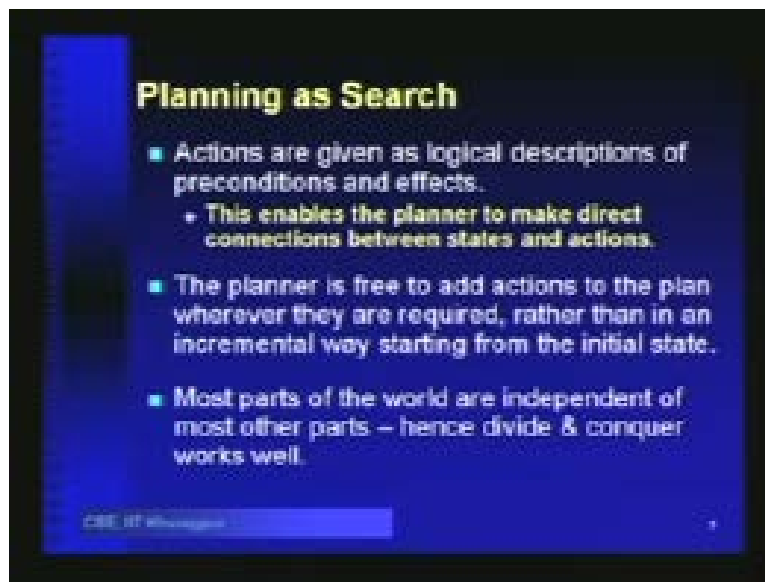 Planning as Search
Actions are given as logical descriptions of
preconditions and effects.
This enables the planner to make direct
connections between states and actions.
The planner is free to add actions to the plan
wherever they are required, rather than in an
incremental way starting from the initial state.
Most parts of the world are independent of
most other parts – hence divide & conquer
works well.